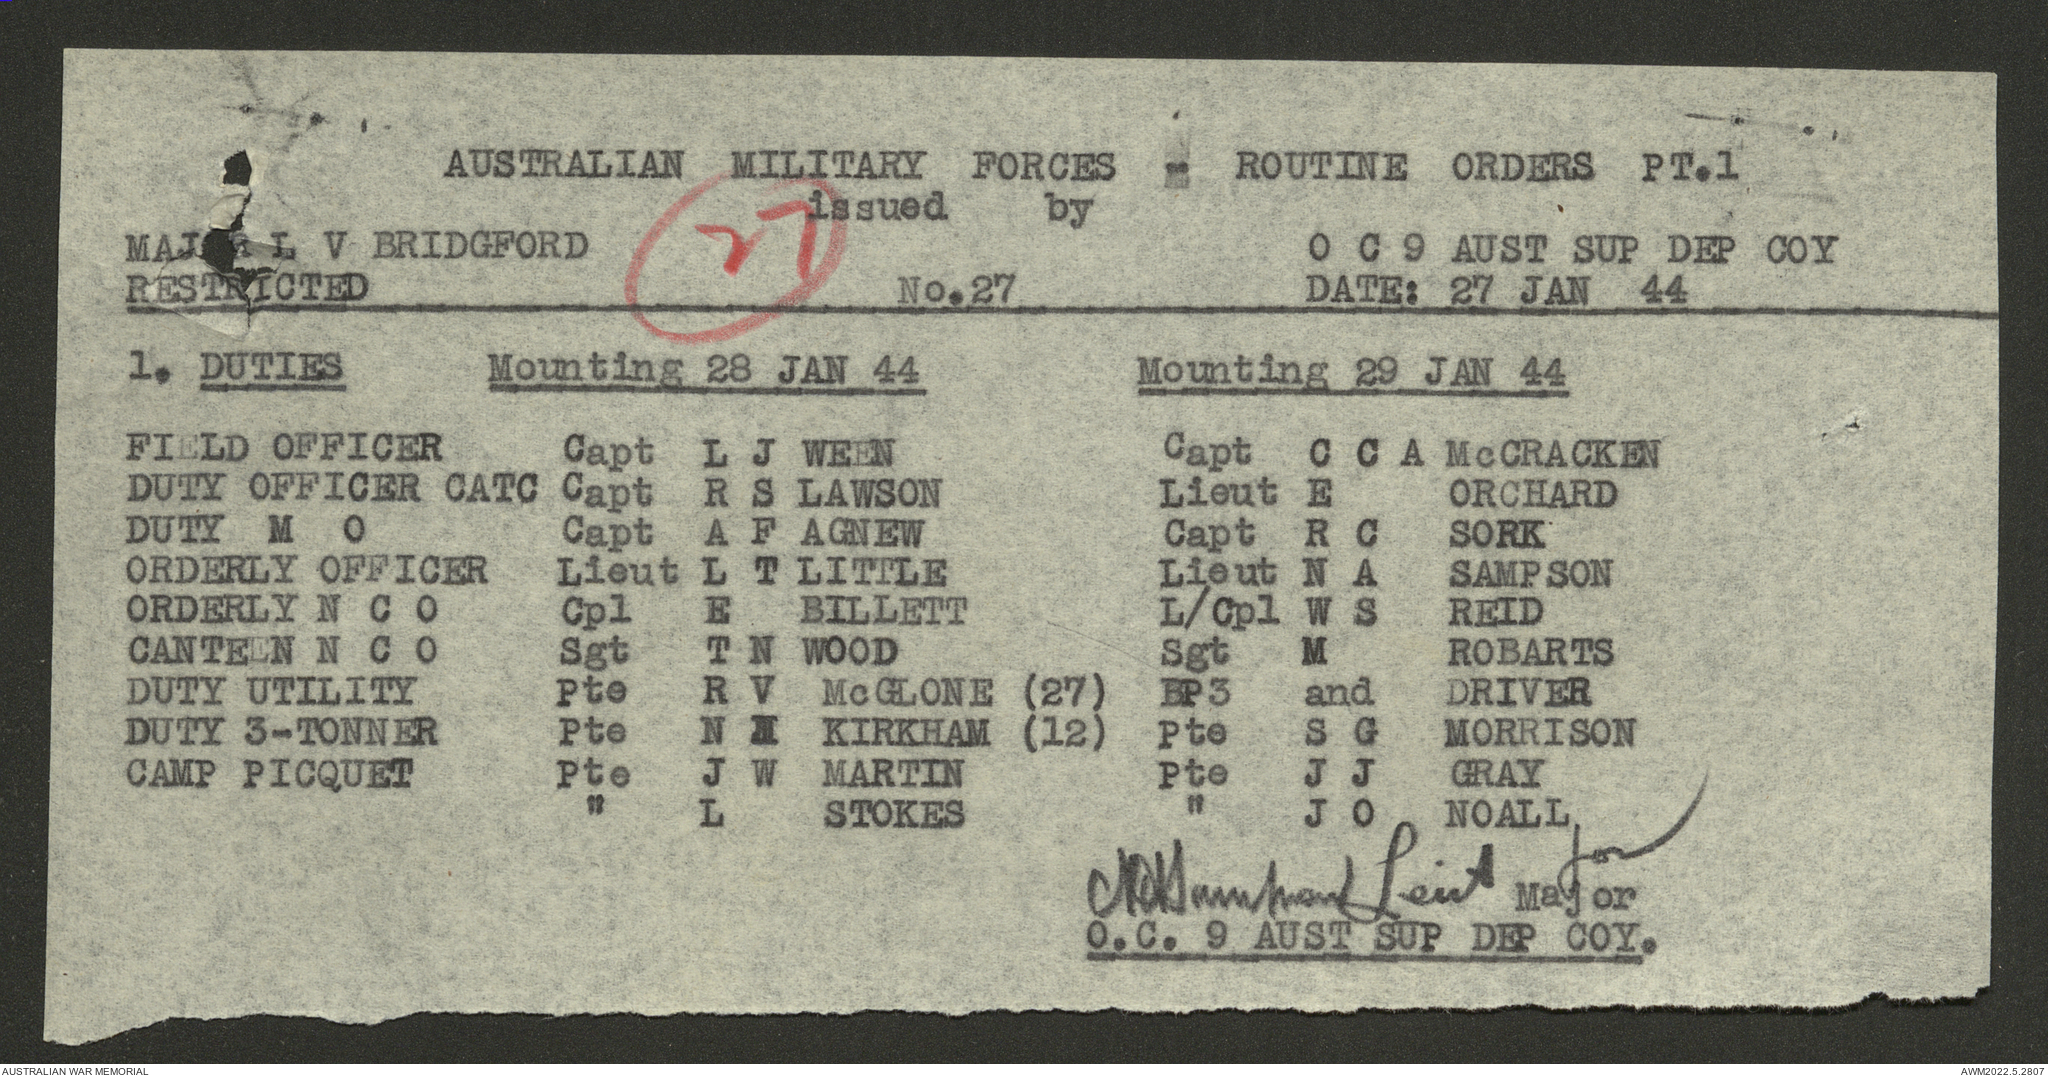 AUSTRALIAN MILITARY FORCES - ROUTINE ORDERS PT.1
issued by
27
MAJOR L V BRIDGFORD O C 9 AUST SUP DEP COY
RESTRICTED No.27 DATE: 27 JAN 44
1. DUTIES Mounting 28 JAN 44 Mounting 29 JAN 44
FIELD OFFICER Capt L J WEEN Capt C C A McCRACKEN
DUTY OFFICER CATC Capt R S LAWSON Lieut E ORCHARD
DUTY M O Capt A F AGNEW Capt R C SORK
ORDERLY OFFICER Lieut L T LITTLE Lieut N A SAMPSON
ORDERLY N C O Cpl E BILLETT L/Cpl W S REID
CANTEEN N C O Sgt T N WOOD Sgt M ROBARTS
DUTY UTILITY Pte R V McGLONE (27) BP3 and DRIVER
DUTY 3-TONNER Pte N KIRKHAM (12) Pte S G MORRISON
CAMP PICQUET Pte J W MARTIN Pte J J GRAY
" L STOKES " J O NOALL
Leiut for Major
O.C. 9 AUST SUP DEP COY.
AUSTRALIAN WAR MEMORIAL AWM2022.5.2807